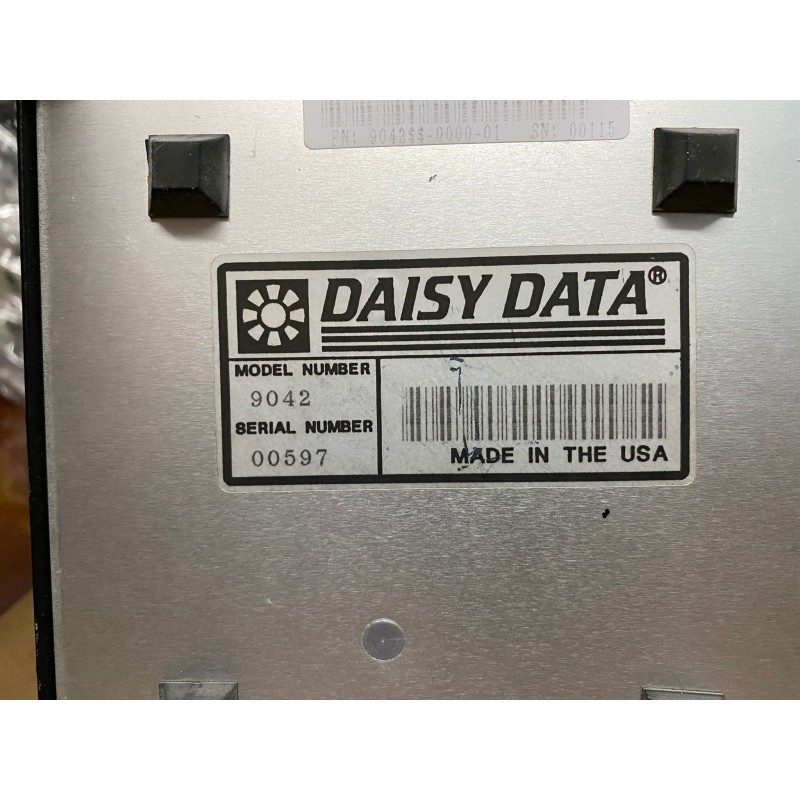 PN: 9042$$-0000-01 SN: 00115
DAISY DATA®
MODEL NUMBER
9042
SERIAL NUMBER
00597
MADE IN THE USA